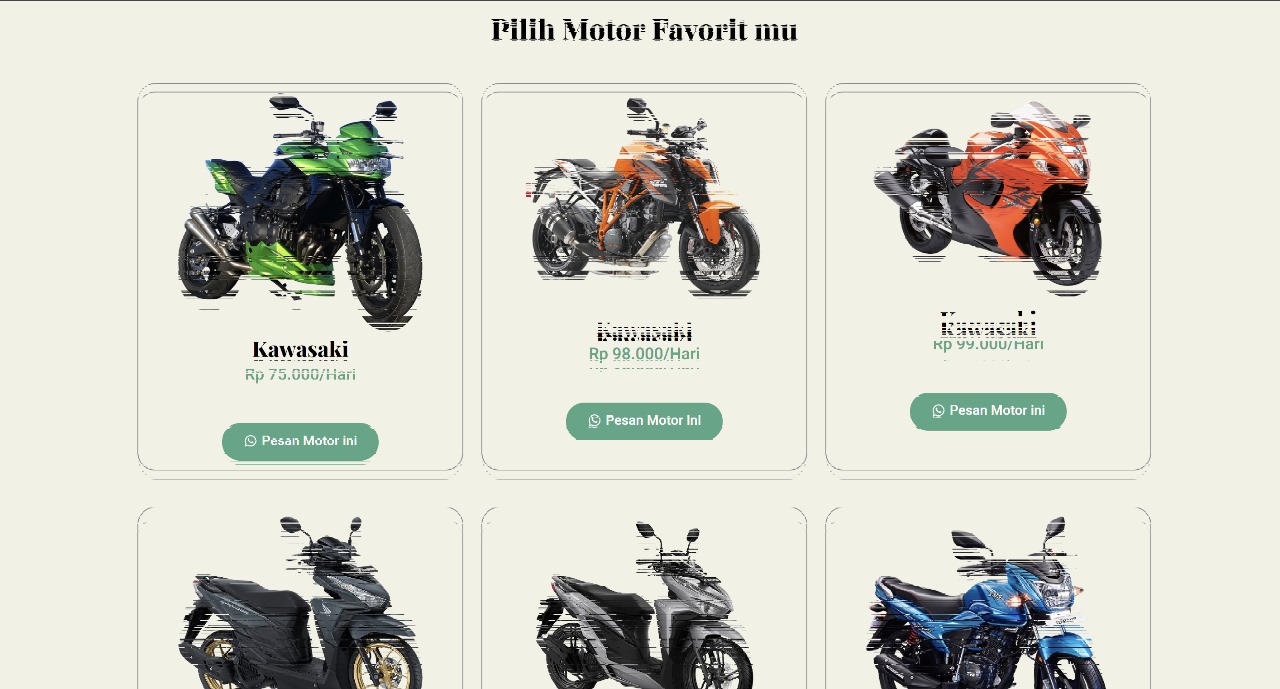 Pilih Motor Favorit mu
Kawasaki
Rp 75.000/Hari
Pesan Motor ini
Kawasaki
Rp 98.000/Hari
Pesan Motor Ini
Kawasaki
Rp 99.000/Hari
Pesan Motor ini